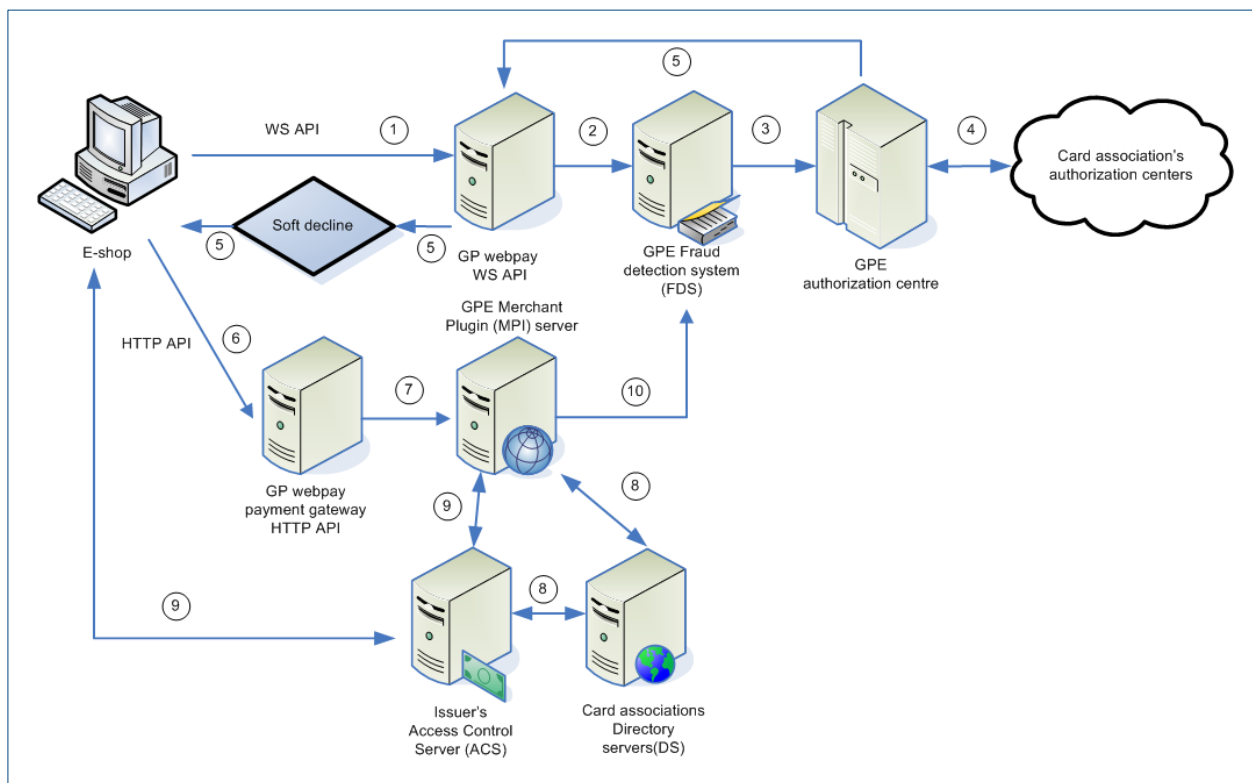 5
WS API
1
2
3
4
Card association's
authorization centers
Soft decline
5
5
E-shop
GP webpay
WS API
GPE Fraud
detection system
(FDS)
GPE
authorization centre
GPE Merchant
Plugin (MPI) server
HTTP API
6
7
10
GP webpay
payment gateway
HTTP API
9
8
8
9
Issuer's
Access Control
Server (ACS)
Card associations
Directory
servers(DS)